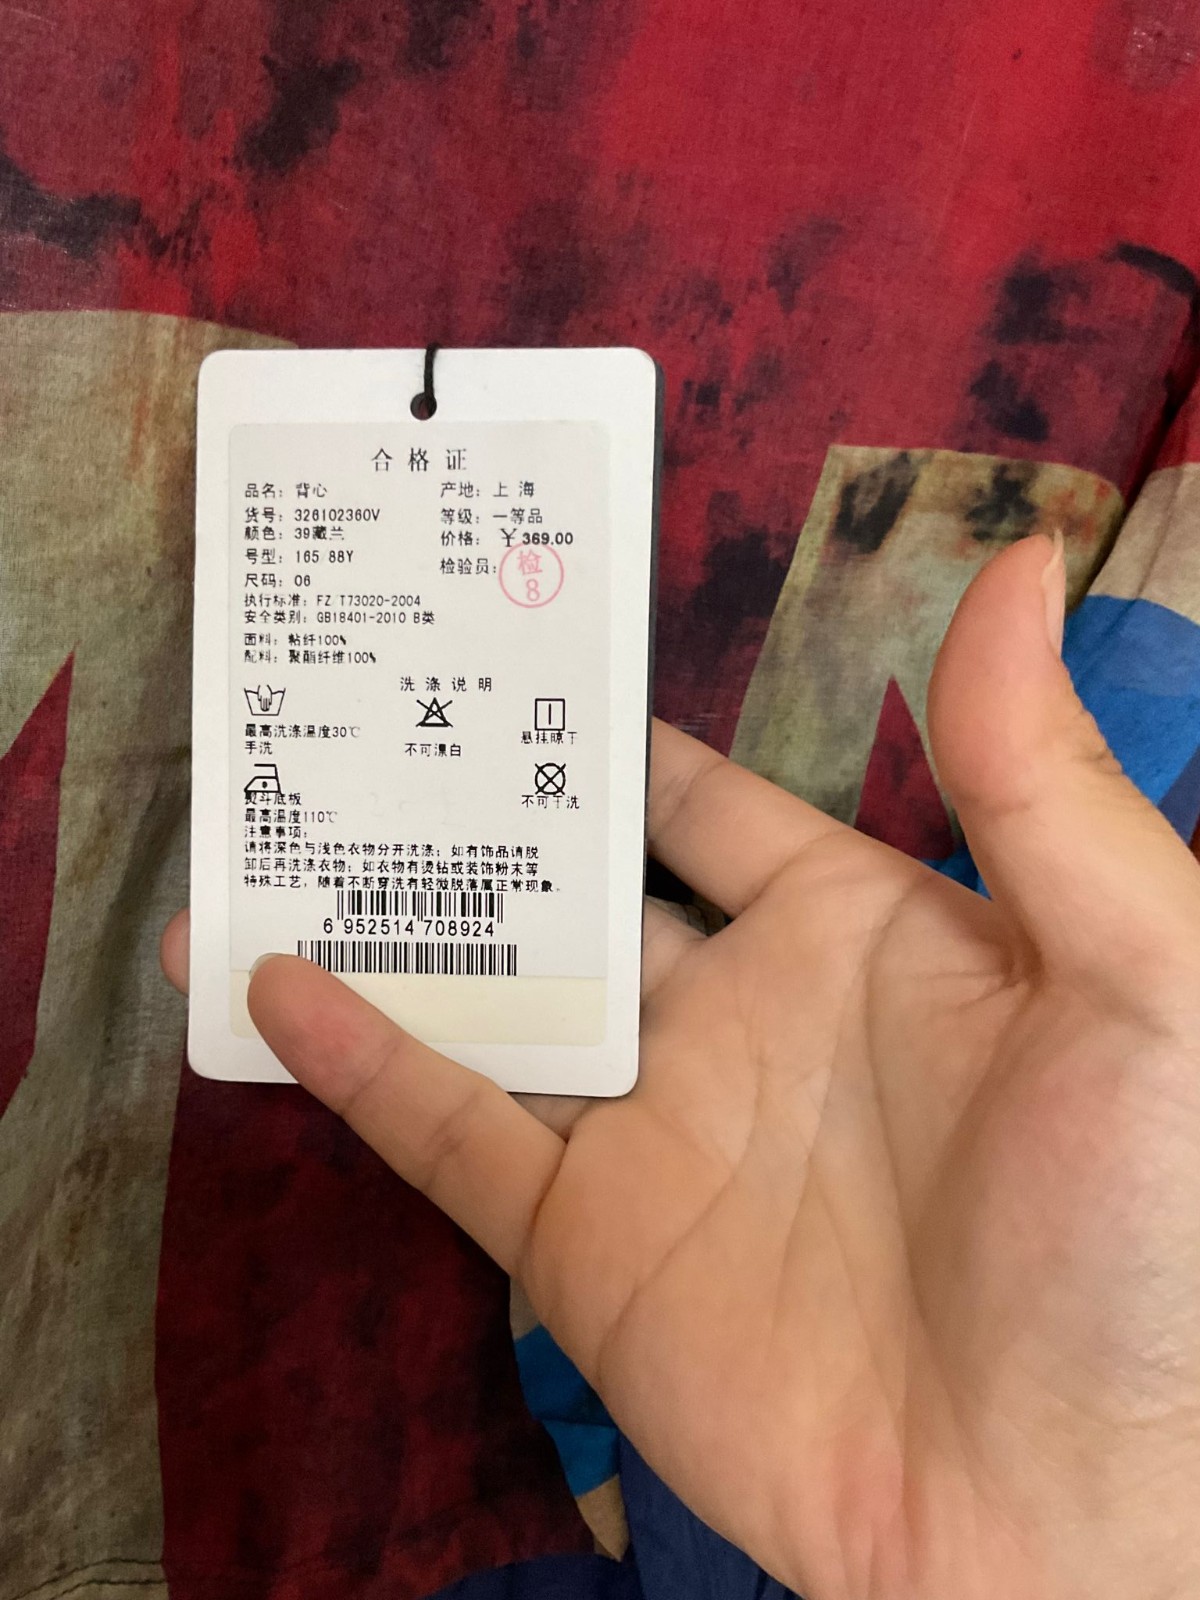 合格证
品名：背心
产地：上海
货号：326102360V
等级：一等品
颜色：39藏兰
价格：￥369.00
号型：165 88Y
检验员：
检
8
尺码：06
执行标准：FZ T73020-2004
安全类别：GB18401-2010 B类
面料：粘纤100%
配料：聚酯纤维100%
洗涤说明
最高洗涤温度30℃
手洗
不可漂白
悬挂晾干
熨斗底板
最高温度110℃
不可干洗
注意事项：
请将深色与浅色衣物分开洗涤；如有饰品请脱
卸后再洗涤衣物；如衣物有烫钻或装饰粉末等
特殊工艺，随着不断穿洗有轻微脱落属正常现象。
6 952514 708924